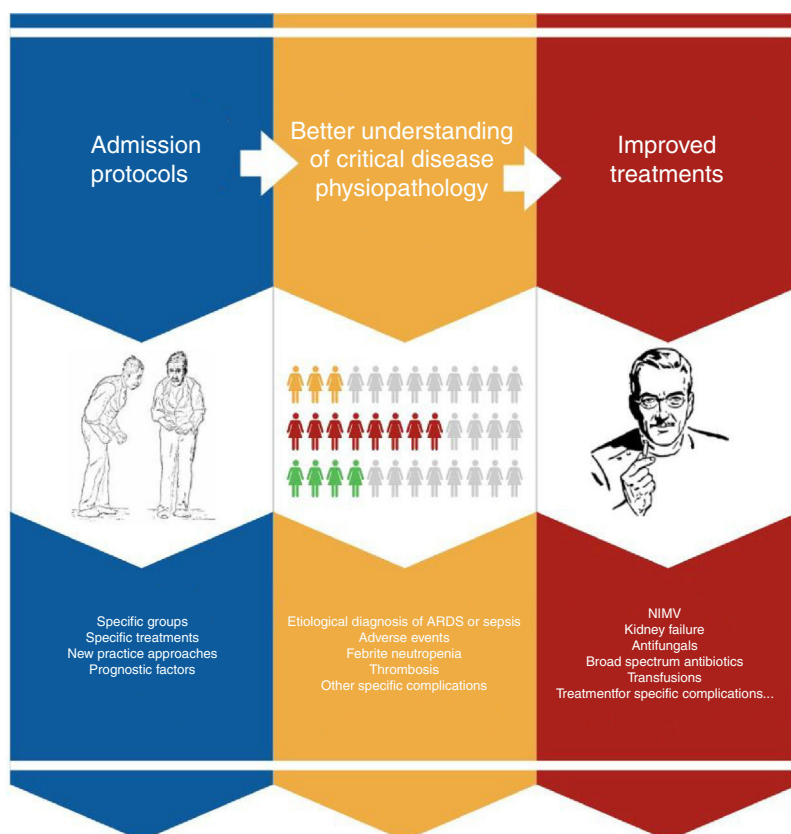 Admission
protocols
Better understanding
of critical disease
physiopathology
Improved
treatments
Specific groups
Specific treatments
New practice approaches
Prognostic factors
Etiological diagnosis of ARDS or sepsis
Adverse events
Febrite neutropenia
Thrombosis
Other specific complications
NIMV
Kidney failure
Antifungals
Broad spectrum antibiotics
Transfusions
Treatmentfor specific complications...